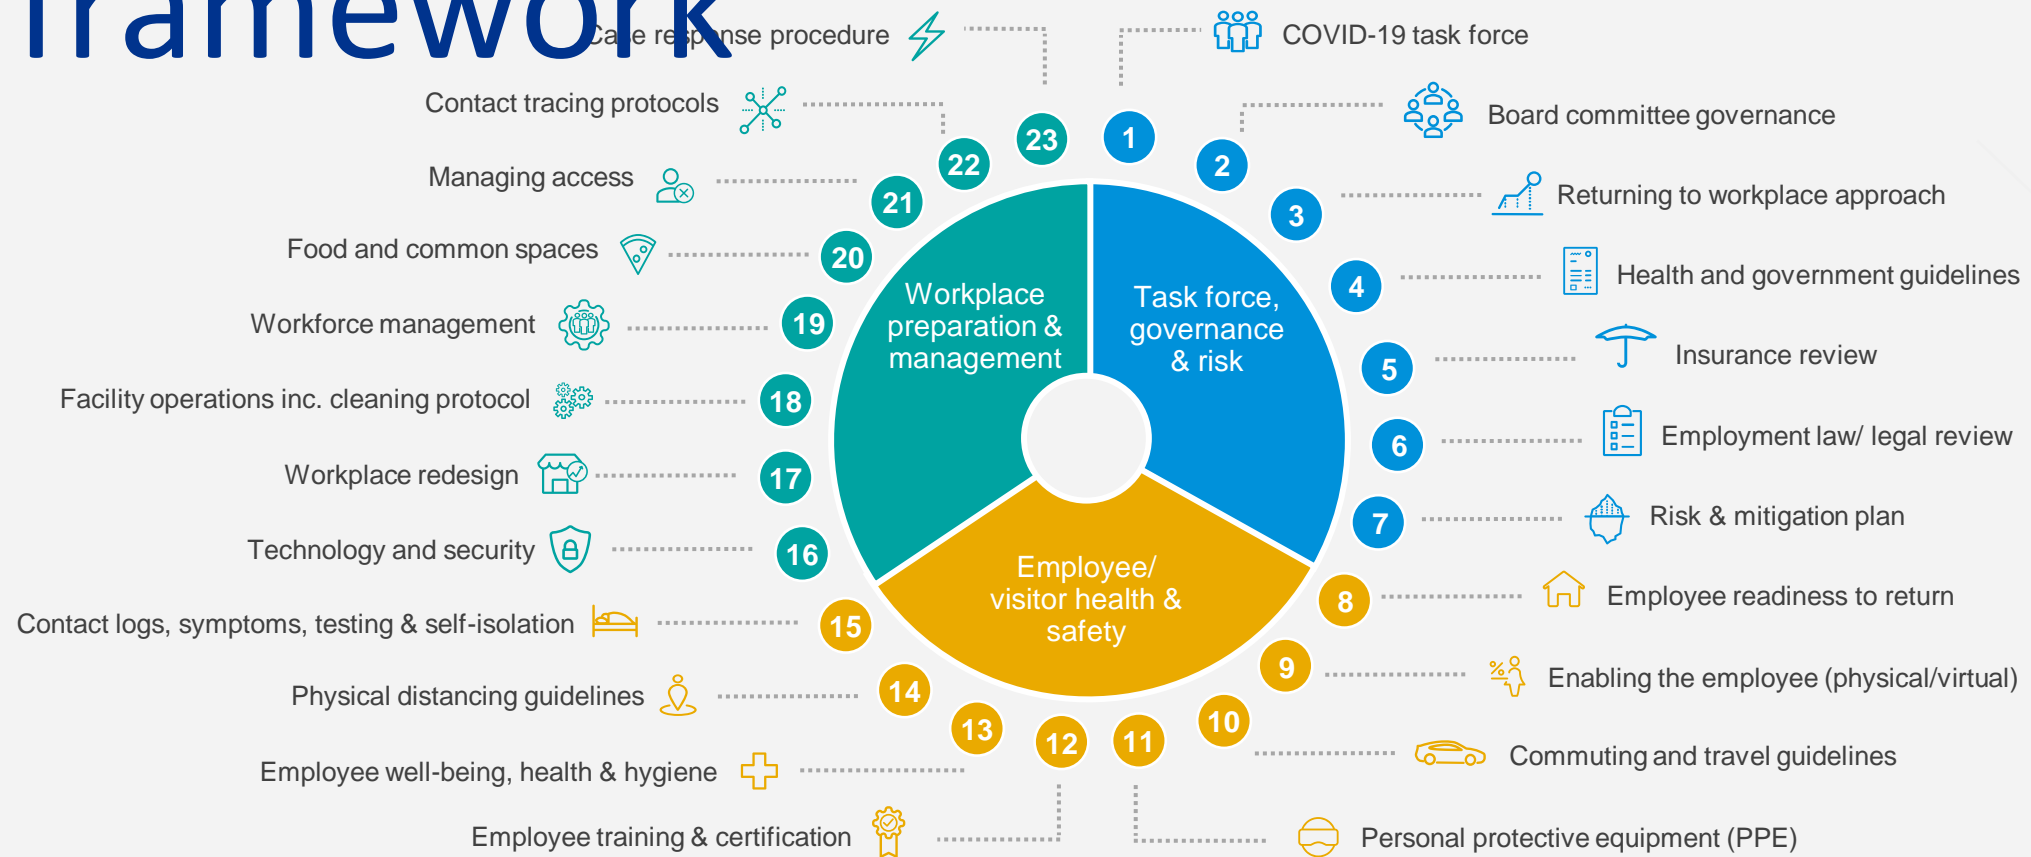 framework
Case response procedure
COVID-19 task force
Contact tracing protocols
Board committee governance
Managing access
Returning to workplace approach
Food and common spaces
Health and government guidelines
Workforce management
Insurance review
Facility operations inc. cleaning protocol
Employment law/ legal review
Workplace redesign
Risk & mitigation plan
Technology and security
Employee readiness to return
Contact logs, symptoms, testing & self-isolation
Enabling the employee (physical/virtual)
Physical distancing guidelines
Commuting and travel guidelines
Employee well-being, health & hygiene
Personal protective equipment (PPE)
Employee training & certification
1
2
3
4
5
6
7
8
9
10
11
12
13
14
15
16
17
18
19
20
21
22
23
Workplace
preparation &
management
Task force,
governance
& risk
Employee/
visitor health &
safety
%